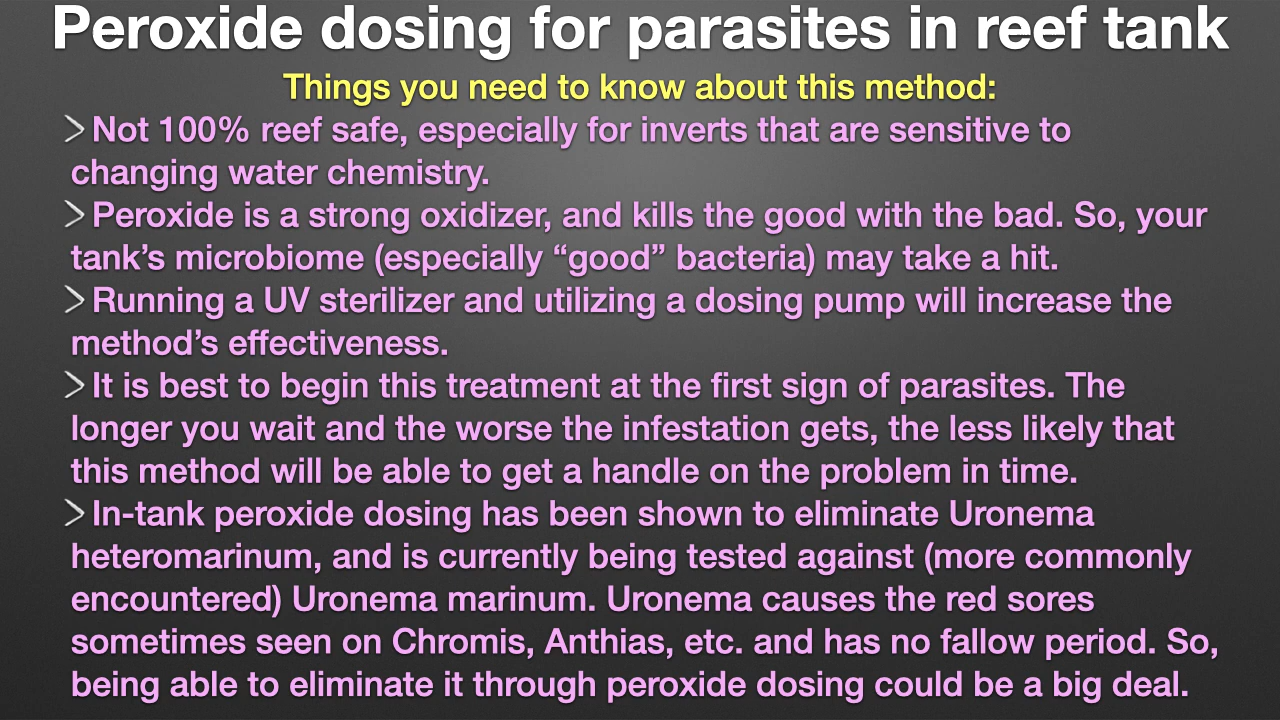 Peroxide dosing for parasites in reef tank
Things you need to know about this method:
> Not 100% reef safe, especially for inverts that are sensitive to
changing water chemistry.
> Peroxide is a strong oxidizer, and kills the good with the bad. So, your
tank’s microbiome (especially “good” bacteria) may take a hit.
> Running a UV sterilizer and utilizing a dosing pump will increase the
method’s effectiveness.
> It is best to begin this treatment at the first sign of parasites. The
longer you wait and the worse the infestation gets, the less likely that
this method will be able to get a handle on the problem in time.
> In-tank peroxide dosing has been shown to eliminate Uronema
heteromarinum, and is currently being tested against (more commonly
encountered) Uronema marinum. Uronema causes the red sores
sometimes seen on Chromis, Anthias, etc. and has no fallow period. So,
being able to eliminate it through peroxide dosing could be a big deal.